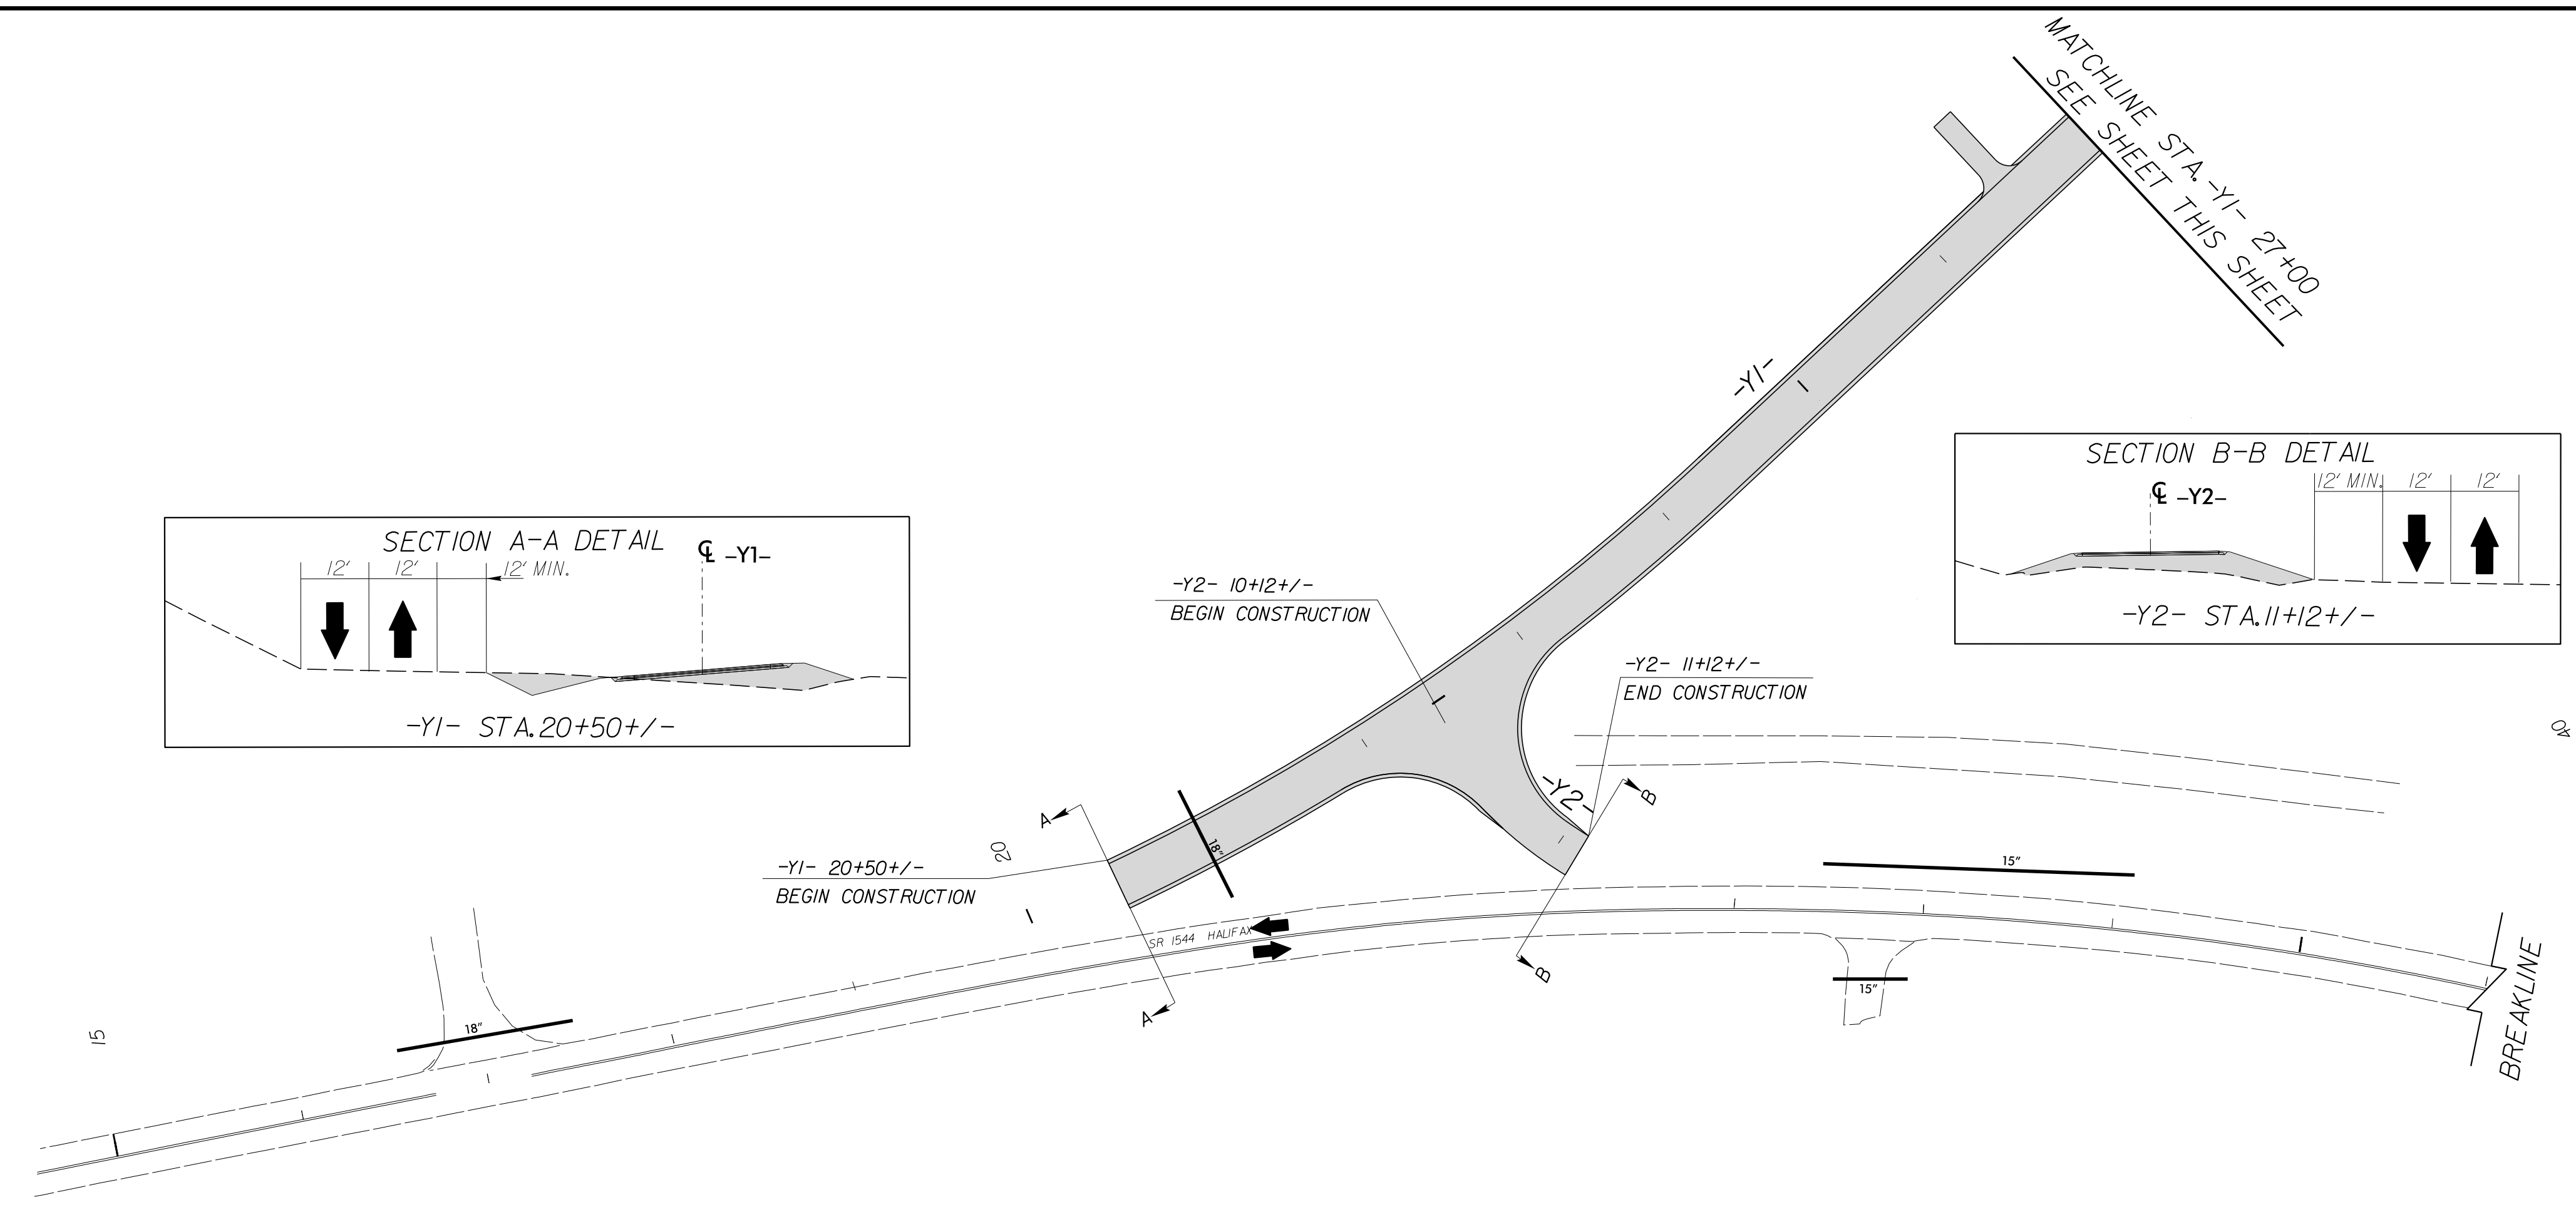 MATCHLINE STA. -Y1- 27+00
SEE SHEET THIS SHEET
-Y1-
SECTION B-B DETAIL
12' MIN. 12' 12'
℄ -Y2-
-Y2- STA. 11+12+/-
SECTION A-A DETAIL
℄ -Y1-
12' 12' 12' MIN.
-Y1- STA. 20+50+/-
-Y2- 10+12+/-
BEGIN CONSTRUCTION
-Y2- 11+12+/-
END CONSTRUCTION
40
-Y2-
B
B
A
A
18"
20
-Y1- 20+50+/-
BEGIN CONSTRUCTION
SR 1544 HALIFAX
15"
15"
18"
15
BREAKLINE